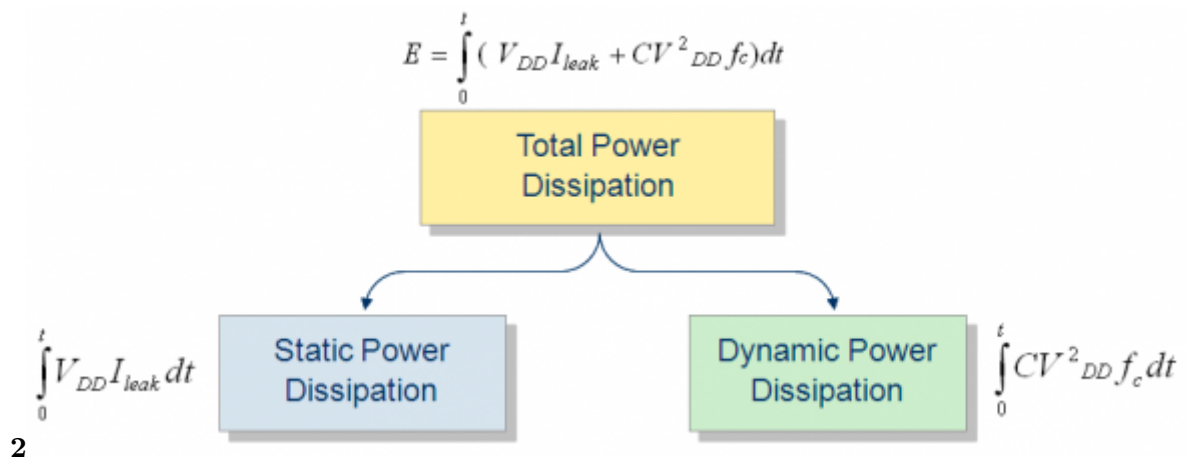 E = ∫₀ᵗ ( V_DD I_leak + CV²_DD f_c)dt
Total Power
Dissipation
∫₀ᵗ V_DD I_leak dt
Static Power
Dissipation
Dynamic Power
Dissipation
∫₀ᵗ CV²_DD f_c dt
2